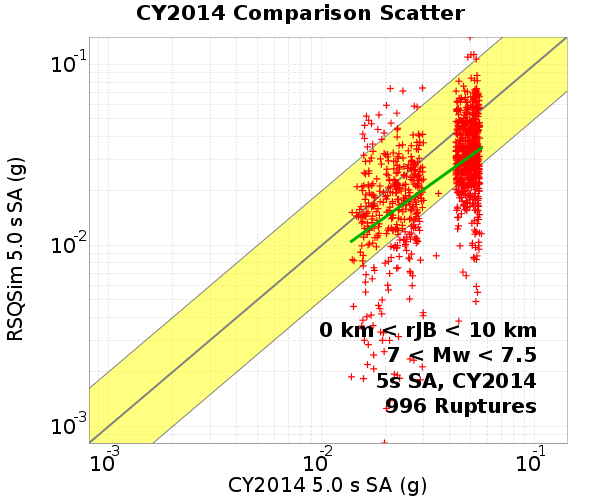 CY2014 Comparison Scatter
RSQSim 5.0 s SA (g)
10-1
10-2
10-3
0 km < rJB < 10 km
7 < Mw < 7.5
5s SA, CY2014
996 Ruptures
10-3 10-2 10-1
CY2014 5.0 s SA (g)